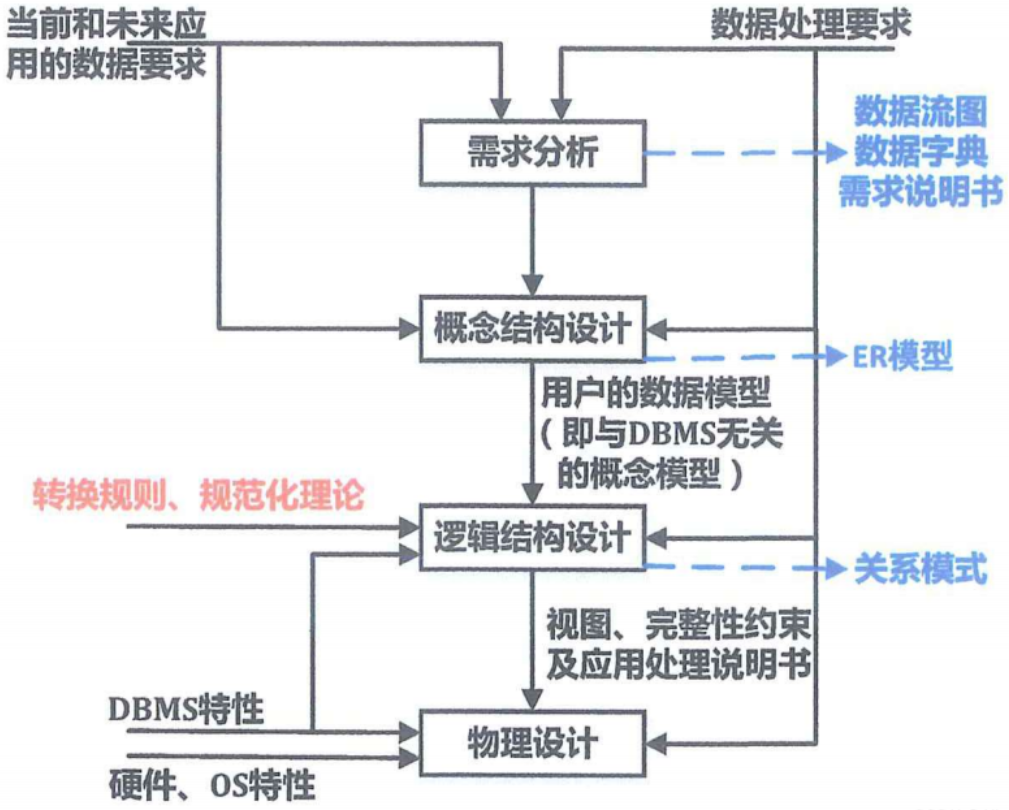 当前和未来应
用的数据要求
数据处理要求
需求分析
数据流图
数据字典
需求说明书
概念结构设计
ER模型
用户的数据模型
（即与DBMS无关
的概念模型）
转换规则、规范化理论
逻辑结构设计
关系模式
视图、完整性约束
及应用处理说明书
DBMS特性
物理设计
硬件、OS特性